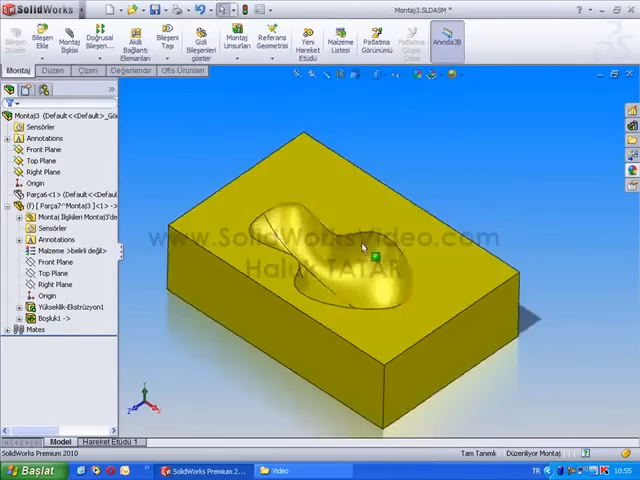 SolidWorks
Montaj3.SLDASM *
Bileşen Düzen...
Bileşen Ekle
Montaj İlişkisi
Doğrusal Bileşen...
Akıllı Bağlantı Elemanları
Bileşeni Taşı
Gizli Bileşenleri göster
Montaj Unsurları
Referans Geometrisi
Yeni Hareket Etüdü
Malzeme Listesi
Patlatma Görünümü
Patlatma Çizgisi...
Anında3B
Montaj
Düzen
Çizim
Değerlendir
Ofis Ürünleri
Montaj3 (Default<<Default>_Gö
Sensörler
Annotations
Front Plane
Top Plane
Right Plane
Origin
Parça6<1> (Default<<Defau
(f) [ Parça7^Montaj3 ]<1> ->
Montaj İlişkileri Montaj3'de
Sensörler
Annotations
Malzeme <belirli değil>
Front Plane
Top Plane
Right Plane
Origin
Yükseklik-Ekstrüzyon1
Boşluk1 ->
Mates
www.SolidWorksVideo.com
Haluk TATAR
Y
Z
X
Model
Hareket Etüdü 1
SolidWorks Premium 2010
Tam Tanımlı
Düzenliyor Montaj
Başlat
SolidWorks Premium 2...
Video
TR
10:55